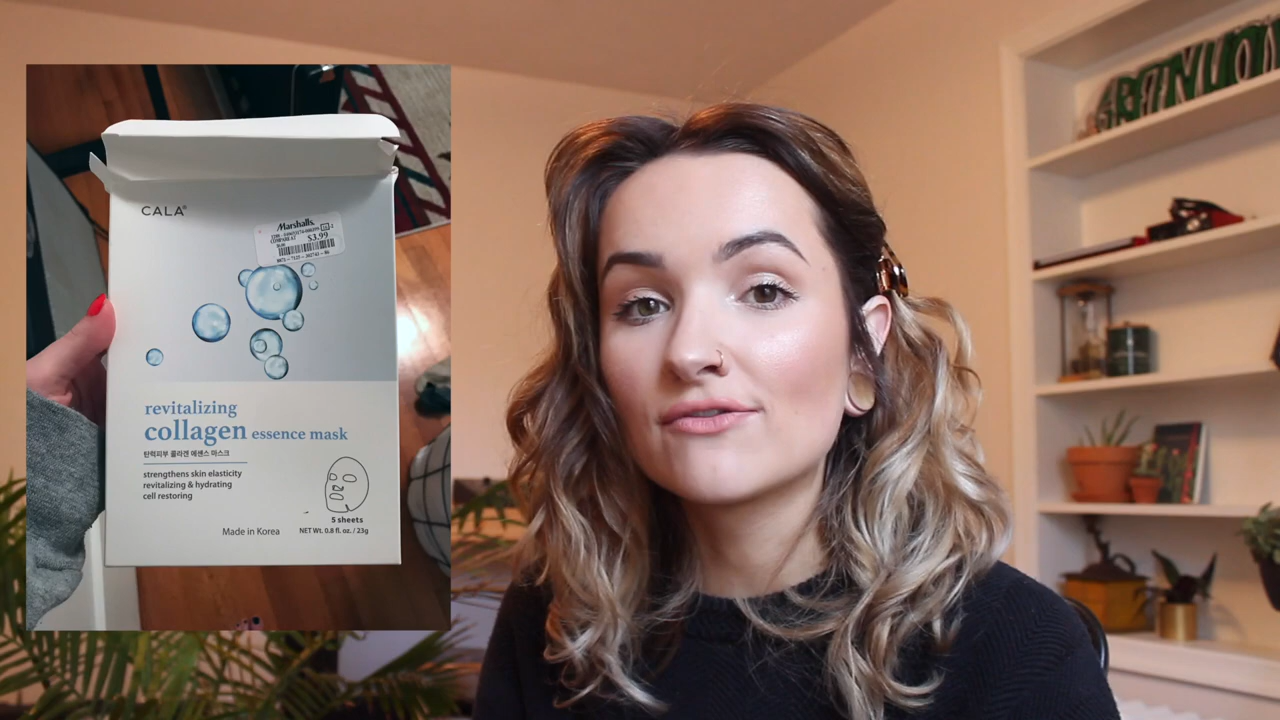 CALA®
Marshalls.
COMPARE AT
$3.99
revitalizing
collagen essence mask
탄력피부 콜라겐 에센스 마스크
strengthens skin elasticity
revitalizing & hydrating
cell restoring
5 sheets
Made in Korea
NET Wt. 0.8 fl. oz. / 23g